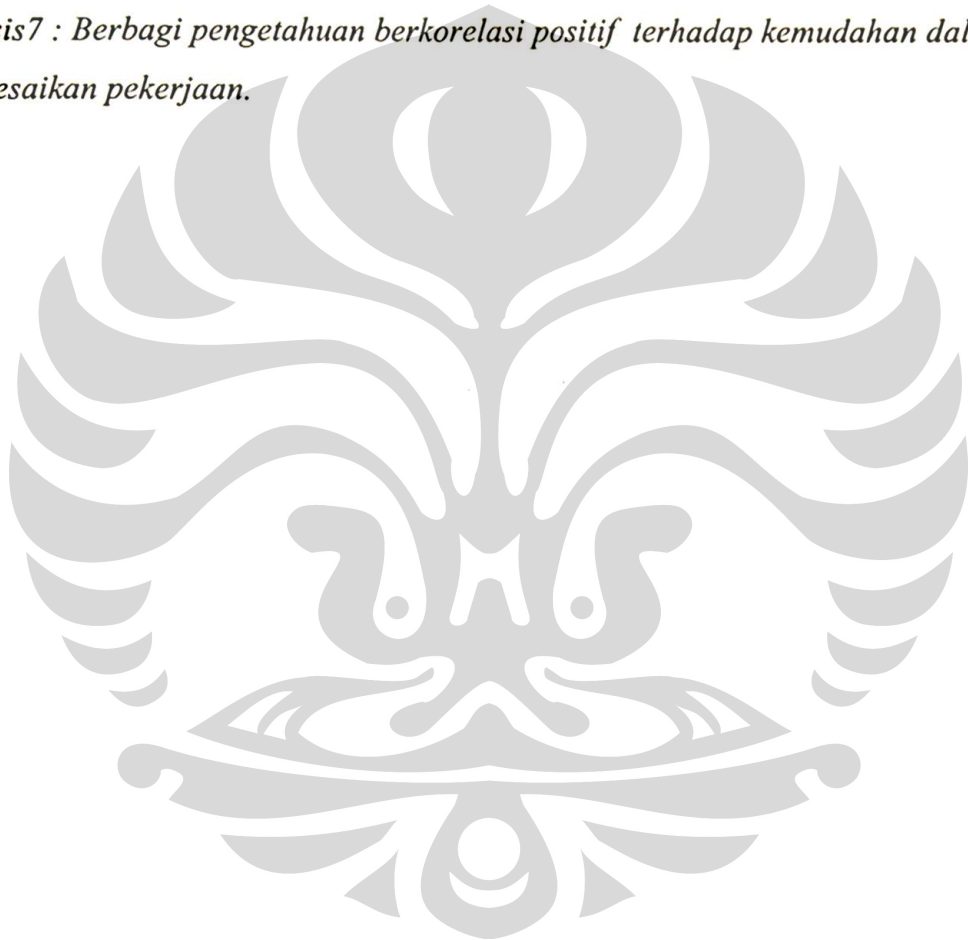 is7 : Berbagi pengetahuan berkorelasi positif terhadap kemudahan dal
esaikan pekerjaan.